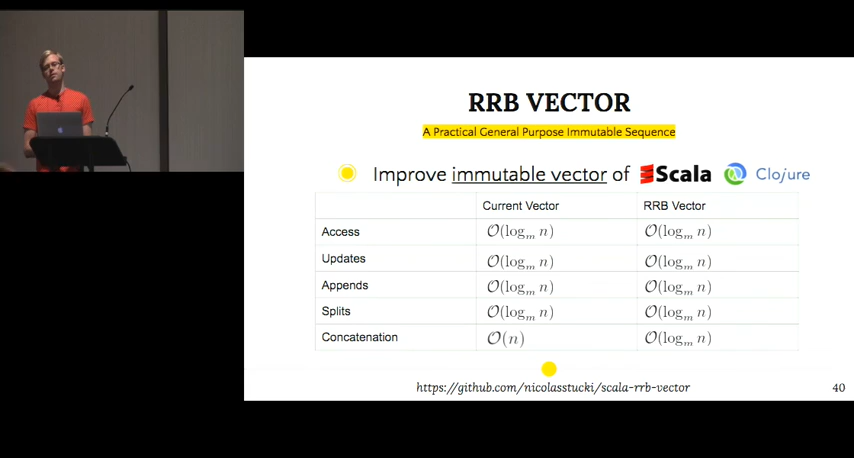 RRB VECTOR
A Practical General Purpose Immutable Sequence
Improve immutable vector of Scala Clojure
Current Vector RRB Vector
Access O(log_m n) O(log_m n)
Updates O(log_m n) O(log_m n)
Appends O(log_m n) O(log_m n)
Splits O(log_m n) O(log_m n)
Concatenation O(n) O(log_m n)
https://github.com/nicolasstucki/scala-rrb-vector 40